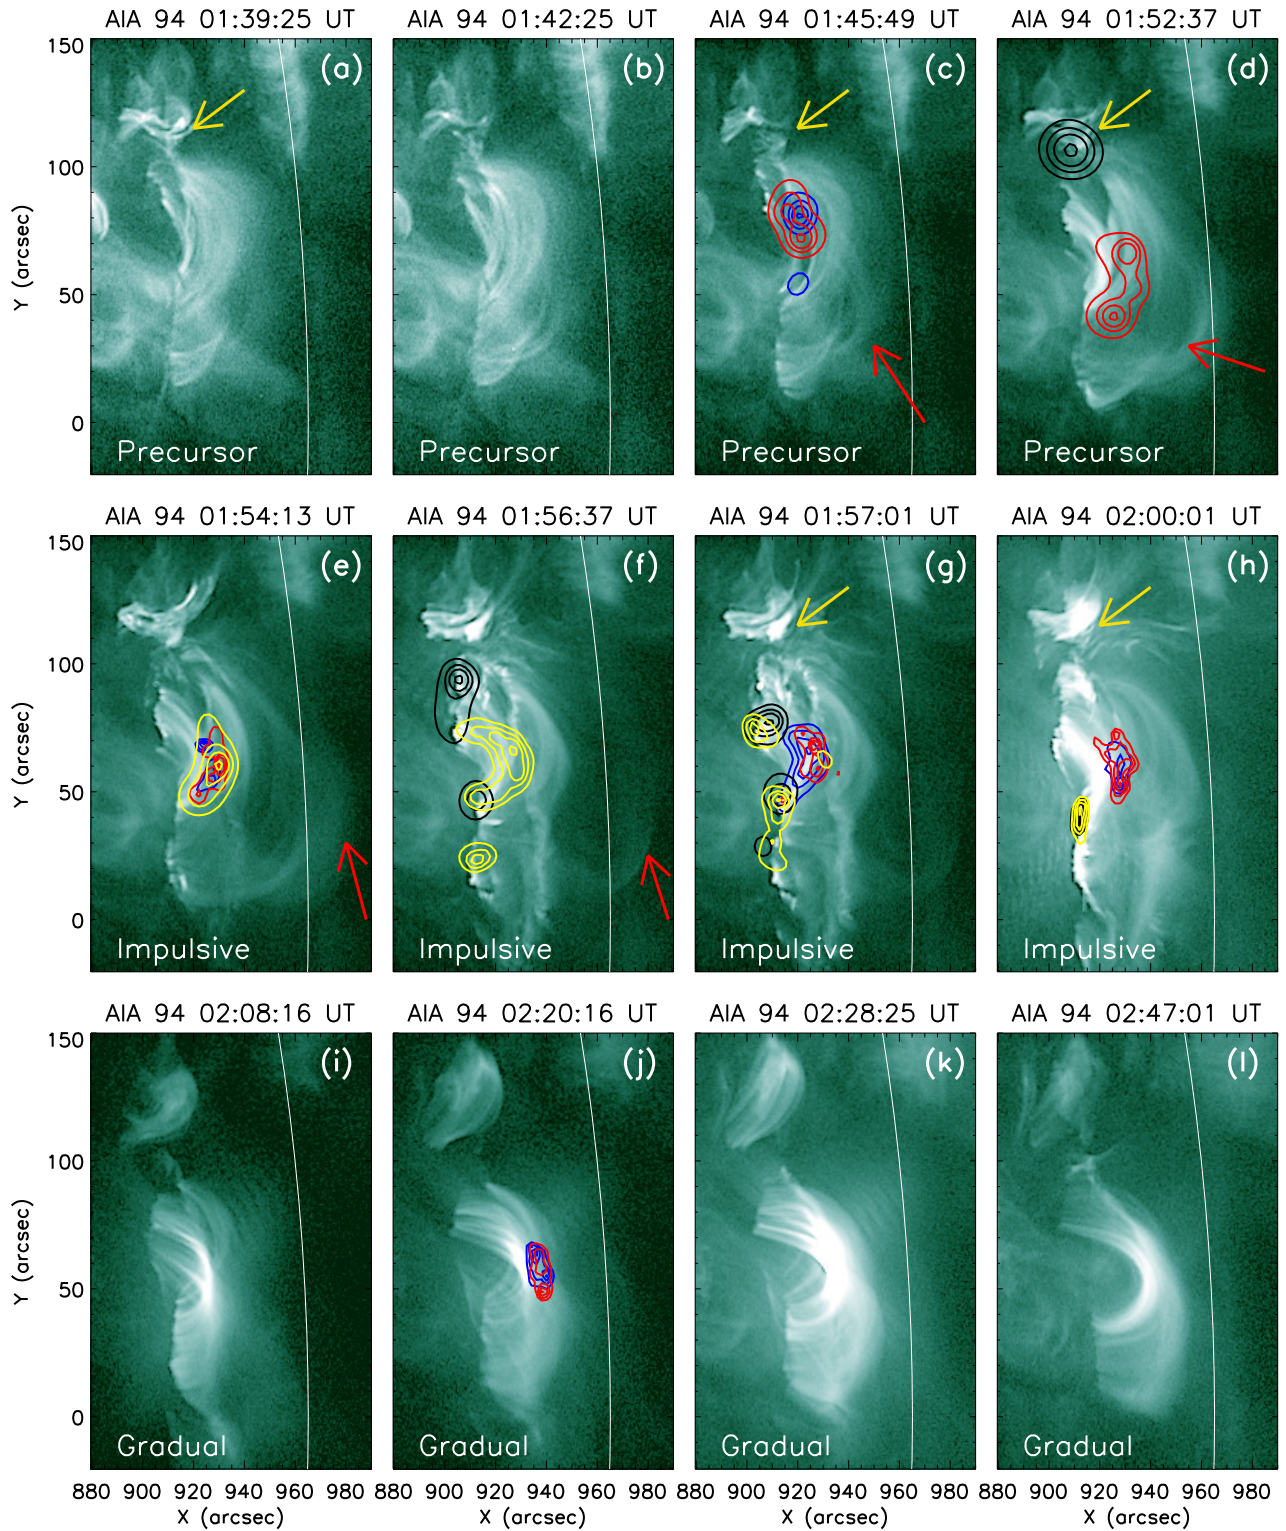 AIA 94 01:39:25 UT AIA 94 01:42:25 UT AIA 94 01:45:49 UT AIA 94 01:52:37 UT
150 (a) (b) (c) (d)
100
Y (arcsec)
50
0
Precursor Precursor Precursor Precursor
AIA 94 01:54:13 UT AIA 94 01:56:37 UT AIA 94 01:57:01 UT AIA 94 02:00:01 UT
150 (e) (f) (g) (h)
100
Y (arcsec)
50
0
Impulsive Impulsive Impulsive Impulsive
AIA 94 02:08:16 UT AIA 94 02:20:16 UT AIA 94 02:28:25 UT AIA 94 02:47:01 UT
150 (i) (j) (k) (l)
100
Y (arcsec)
50
0
Gradual Gradual Gradual Gradual
880 900 920 940 960 980 880 900 920 940 960 980 880 900 920 940 960 980 880 900 920 940 960 980
X (arcsec) X (arcsec) X (arcsec) X (arcsec)